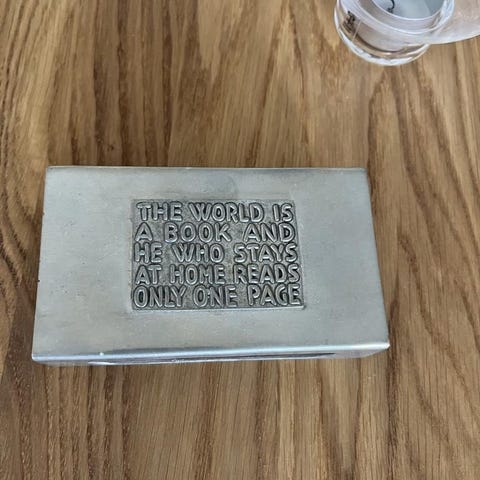 THE WORLD IS
A BOOK AND
HE WHO STAYS
AT HOME READS
ONLY ONE PAGE